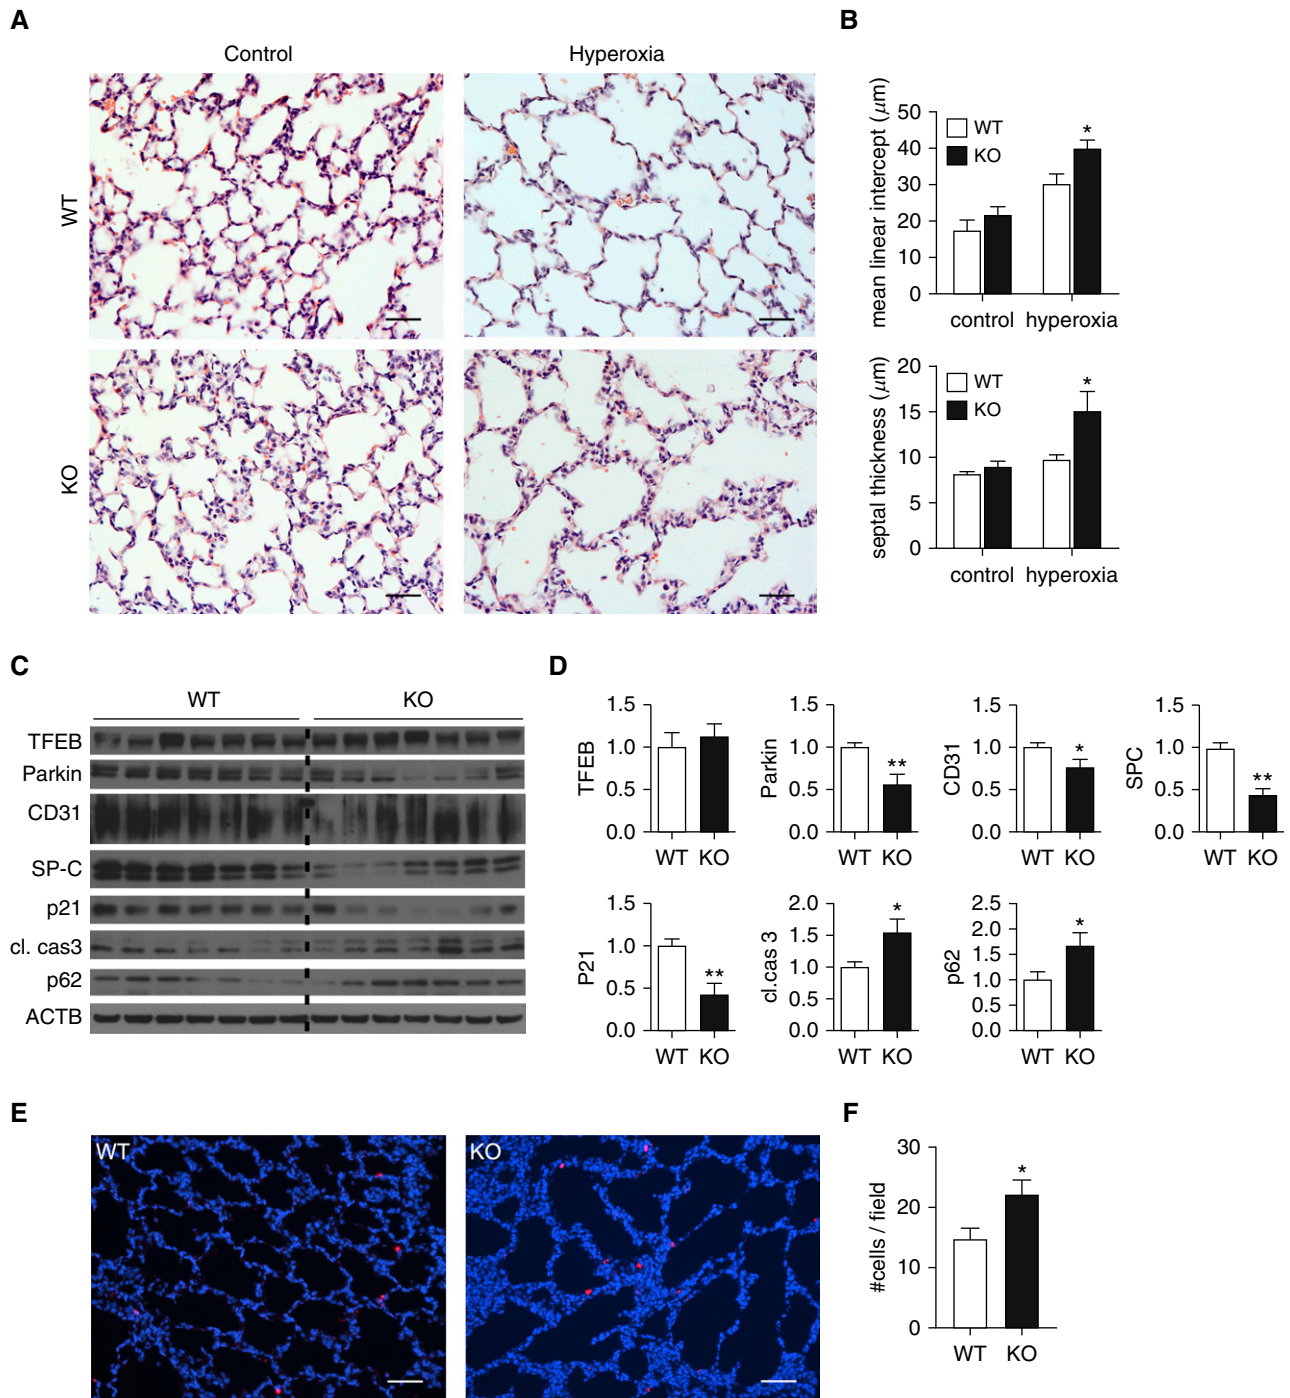 A
Control
Hyperoxia
WT
KO
B
mean linear intercept (μm)
50
40
30
20
10
0
WT
KO
*
control
hyperoxia
septal thickness (μm)
20
15
10
5
0
WT
KO
*
control
hyperoxia
C
WT
KO
TFEB
Parkin
CD31
SP-C
p21
cl. cas3
p62
ACTB
D
TFEB
1.5
1.0
0.5
0.0
WT KO
Parkin
1.5
1.0
0.5
0.0
**
WT KO
CD31
1.5
1.0
0.5
0.0
*
WT KO
SPC
1.5
1.0
0.5
0.0
**
WT KO
P21
1.5
1.0
0.5
0.0
**
WT KO
cl.cas 3
2.0
1.5
1.0
0.5
0.0
*
WT KO
p62
2.5
2.0
1.5
1.0
0.5
0.0
*
WT KO
E
WT
KO
F
#cells / field
30
20
10
0
*
WT KO